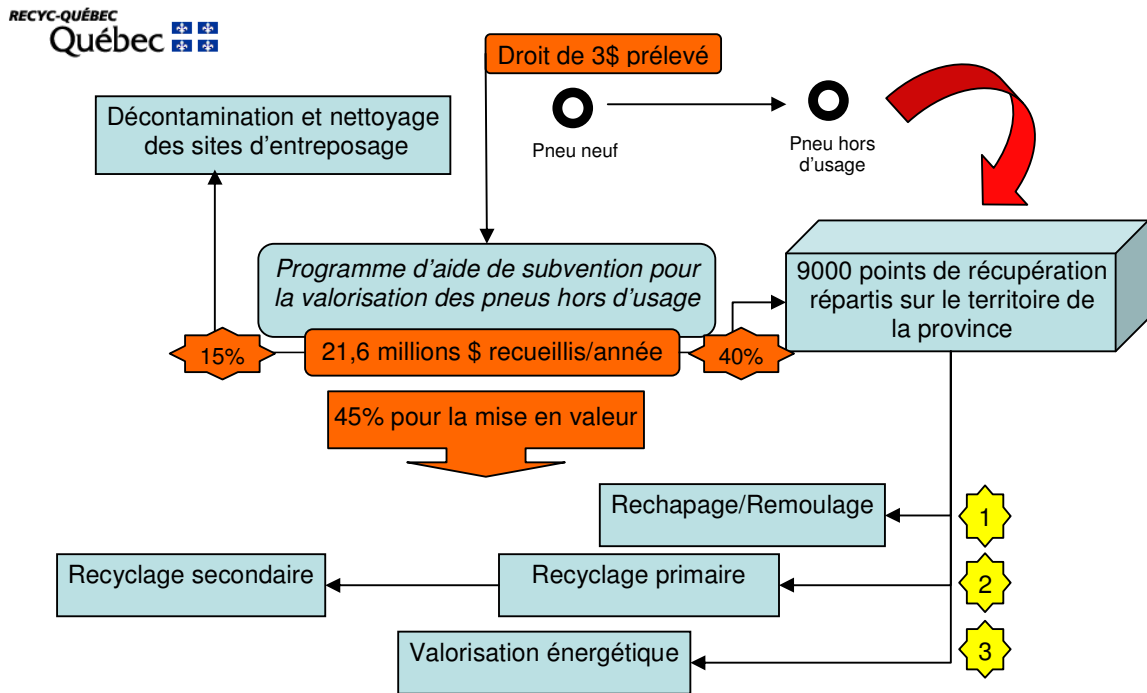 RECYC-QUÉBEC
Québec
Droit de 3$ prélevé
Décontamination et nettoyage
des sites d'entreposage
Pneu neuf
Pneu hors
d'usage
Programme d'aide de subvention pour
la valorisation des pneus hors d'usage
9000 points de récupération
répartis sur le territoire de
la province
15%
21,6 millions $ recueillis/année
40%
45% pour la mise en valeur
Rechapage/Remoulage
1
Recyclage secondaire
Recyclage primaire
2
Valorisation énergétique
3